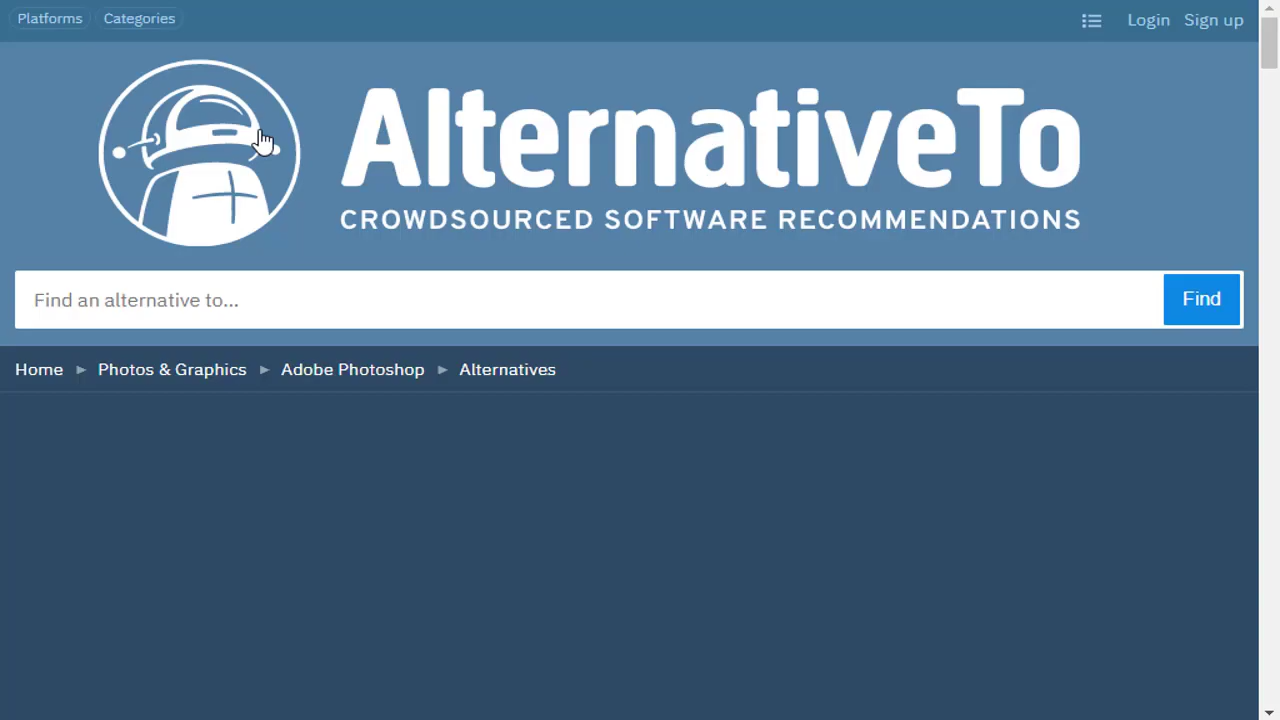 Platforms Categories Login Sign up
AlternativeTo
CROWDSOURCED SOFTWARE RECOMMENDATIONS
Find an alternative to... Find
Home ► Photos & Graphics ► Adobe Photoshop ► Alternatives